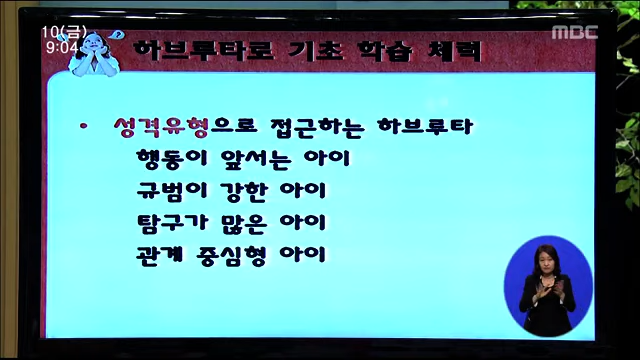 10(금)
9:04
?
하브루타로 기초 학습 체력
MBC
• 성격유형으로 접근하는 하브루타
행동이 앞서는 아이
규범이 강한 아이
탐구가 많은 아이
관계 중심형 아이